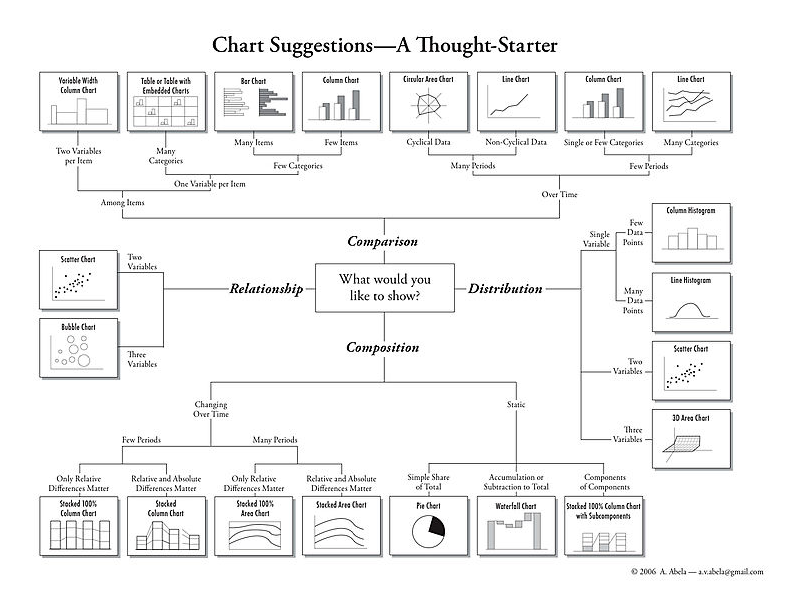 Chart Suggestions—A Thought-Starter
Variable Width
Column Chart
Table or Table with
Embedded Charts
Bar Chart
Column Chart
Circular Area Chart
Line Chart
Column Chart
Line Chart
Two Variables
per Item
Many
Categories
Many Items
Few Items
Cyclical Data
Non-Cyclical Data
Single or Few Categories
Many Categories
Few Categories
Many Periods
Few Periods
One Variable per Item
Among Items
Over Time
Comparison
What would you
like to show?
Relationship
Two
Variables
Scatter Chart
Three
Variables
Bubble Chart
Distribution
Single
Variable
Few
Data
Points
Column Histogram
Many
Data
Points
Line Histogram
Two
Variables
Scatter Chart
Three
Variables
3D Area Chart
Composition
Changing
Over Time
Static
Few Periods
Many Periods
Only Relative
Differences Matter
Relative and Absolute
Differences Matter
Only Relative
Differences Matter
Relative and Absolute
Differences Matter
Simple Share
of Total
Accumulation or
Subtraction to Total
Components
of Components
Stacked 100%
Column Chart
Stacked
Column Chart
Stacked 100%
Area Chart
Stacked Area Chart
Pie Chart
Waterfall Chart
Stacked 100% Column Chart
with Subcomponents
© 2006 A. Abela — a.v.abela@gmail.com